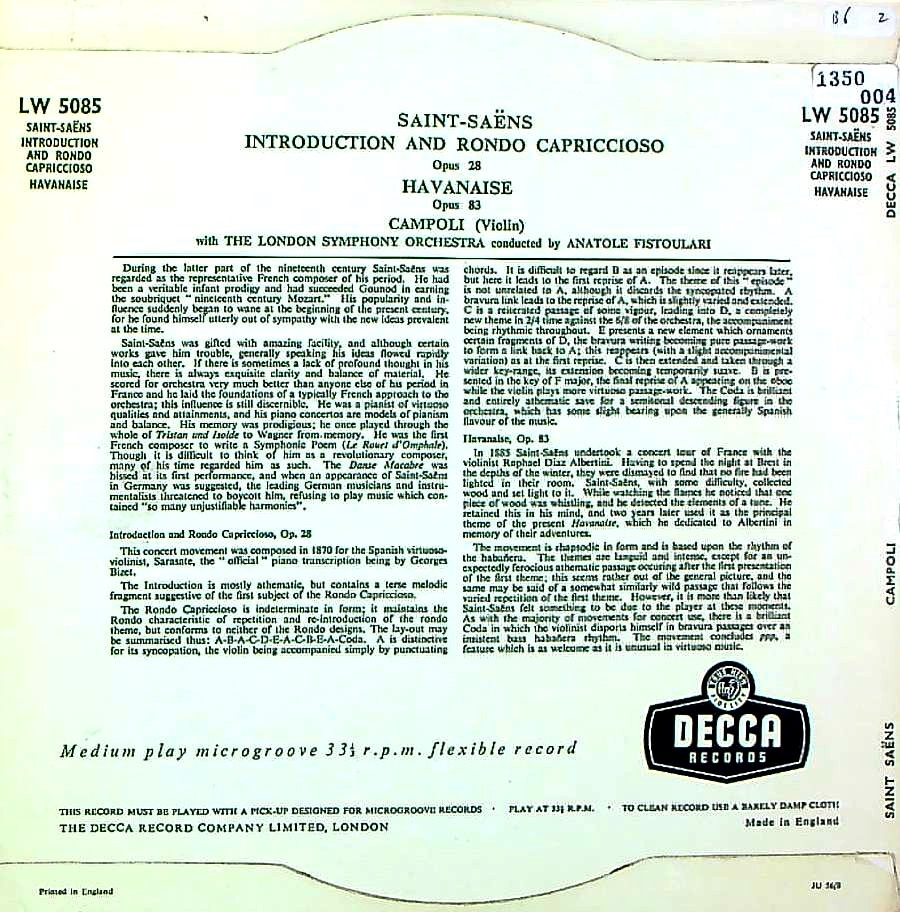 B6 2
1350
004
LW 5085
SAINT-SAËNS
INTRODUCTION
AND RONDO
CAPRICCIOSO
HAVANAISE
LW 5085
SAINT-SAËNS
INTRODUCTION
AND RONDO
CAPRICCIOSO
HAVANAISE
DECCA LW 5085
CAMPOLI
SAINT SAËNS
SAINT-SAËNS
INTRODUCTION AND RONDO CAPRICCIOSO
Opus 28
HAVANAISE
Opus 83
CAMPOLI (Violin)
with THE LONDON SYMPHONY ORCHESTRA conducted by ANATOLE FISTOULARI
During the latter part of the nineteenth century Saint-Saëns was
regarded as the representative French composer of his period. He had
been a veritable infant prodigy and had succeeded Gounod in earning
the soubriquet " nineteenth century Mozart." His popularity and in-
fluence suddenly began to wane at the beginning of the present century,
for he found himself utterly out of sympathy with the new ideas prevalent
at the time.
Saint-Saëns was gifted with amazing facility, and although certain
works gave him trouble, generally speaking his ideas flowed rapidly
into each other. If there is sometimes a lack of profound thought in his
music, there is always exquisite clarity and balance of material. He
scored for orchestra very much better than anyone else of his period in
France and he laid the foundations of a typically French approach to the
orchestra; this influence is still discernible. He was a pianist of virtuoso
qualities and attainments, and his piano concertos are models of pianism
and balance. His memory was prodigious; he once played through the
whole of Tristan und Isolde to Wagner from memory. He was the first
French composer to write a Symphonic Poem (Le Rouet d'Omphale).
Though it is difficult to think of him as a revolutionary composer,
many of his time regarded him as such. The Danse Macabre was
hissed at its first performance, and when an appearance of Saint-Saëns
in Germany was suggested, the leading German musicians and instru-
mentalists threatened to boycott him, refusing to play music which con-
tained "so many unjustifiable harmonies".
Introduction and Rondo Capriccioso, Op. 28
This concert movement was composed in 1870 for the Spanish virtuoso-
violinist, Sarasate, the " official " piano transcription being by Georges
Bizet.
The Introduction is mostly athematic, but contains a terse melodic
fragment suggestive of the first subject of the Rondo Capriccioso.
The Rondo Capriccioso is indeterminate in form; it maintains the
Rondo characteristic of repetition and re-introduction of the rondo
theme, but conforms to neither of the Rondo designs. The lay-out may
be summarised thus: A-B-A-C-D-E-A-C-B-E-A-Coda. A is distinctive
for its syncopation, the violin being accompanied simply by punctuating
chords. It is difficult to regard B as an episode since it reappears later,
but here it leads to the first reprise of A. The theme of this " episode "
is not unrelated to A, although it discards the syncopated rhythm. A
bravura link leads to the reprise of A, which is slightly varied and extended.
C is a reiterated passage of some vigour, leading into D, a completely
new theme in 2/4 time against the 6/8 of the orchestra, the accompaniment
being rhythmic throughout. E presents a new element which ornaments
certain fragments of D, the bravura writing becoming pure passage-work
to form a link back to A; this reappears (with a slight accompanimental
variation) as at the first reprise. C is then extended and taken through a
wider key-range, its extension becoming temporarily suave. B is pre-
sented in the key of F major, the final reprise of A appearing on the oboe
while the violin plays more virtuoso passage-work. The Coda is brilliant
and entirely athematic save for a semitonal descending figure in the
orchestra, which has some slight bearing upon the generally Spanish
flavour of the music.
Havanaise, Op. 83
In 1885 Saint-Saëns undertook a concert tour of France with the
violinist Raphael Diaz Albertini. Having to spend the night at Brest in
the depths of the winter, they were dismayed to find that no fire had been
lighted in their room. Saint-Saëns, with some difficulty, collected
wood and set light to it. While watching the flames he noticed that one
piece of wood was whistling, and he detected the elements of a tune. He
retained this in his mind, and two years later used it as the principal
theme of the present Havanaise, which he dedicated to Albertini in
memory of their adventures.
The movement is rhapsodic in form and is based upon the rhythm of
the habañera. The themes are languid and intense, except for an un-
expectedly ferocious athematic passage occuring after the first presentation
of the first theme; this seems rather out of the general picture, and the
same may be said of a somewhat similarly wild passage that follows the
varied repetition of the first theme. However, it is more than likely that
Saint-Saëns felt something to be due to the player at these moments.
As with the majority of movements for concert use, there is a brilliant
Coda in which the violinist disports himself in bravura passages over an
insistent bass habañera rhythm. The movement concludes ppp, a
feature which is as welcome as it is unusual in virtuoso music.
DECCA
RECORDS
Medium play microgroove 33⅓ r.p.m. flexible record
THIS RECORD MUST BE PLAYED WITH A PICK-UP DESIGNED FOR MICROGROOVE RECORDS · PLAY AT 33⅓ R.P.M. · TO CLEAN RECORD USE A BARELY DAMP CLOTH
THE DECCA RECORD COMPANY LIMITED, LONDON
Made in England
Printed in England
JU 56/8